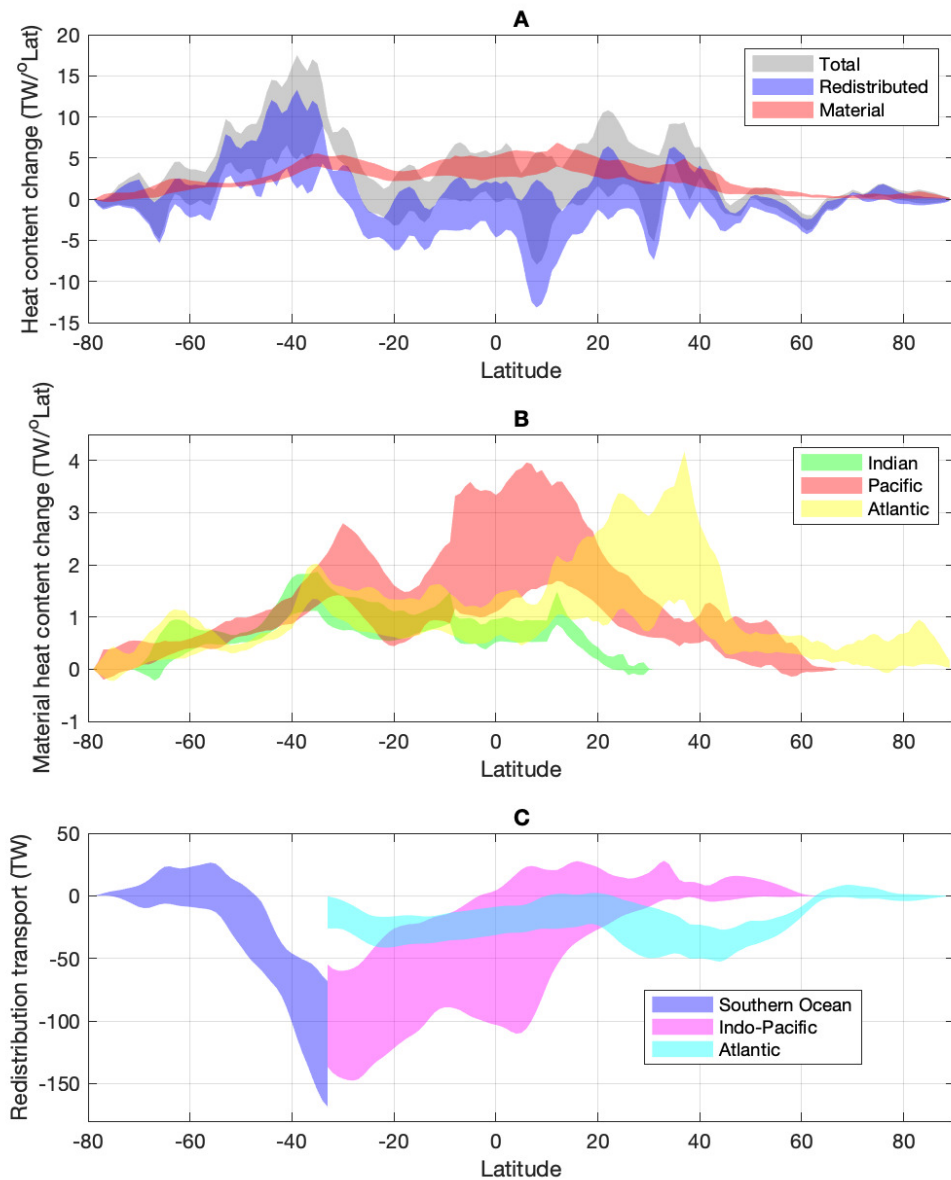 A
Heat content change (TW/°Lat)
20
15
10
5
0
-5
-10
-15
Total
Redistributed
Material
-80 -60 -40 -20 0 20 40 60 80
Latitude
B
Material heat content change (TW/°Lat)
4
3
2
1
0
-1
Indian
Pacific
Atlantic
-80 -60 -40 -20 0 20 40 60 80
Latitude
C
Redistribution transport (TW)
50
0
-50
-100
-150
Southern Ocean
Indo-Pacific
Atlantic
-80 -60 -40 -20 0 20 40 60 80
Latitude